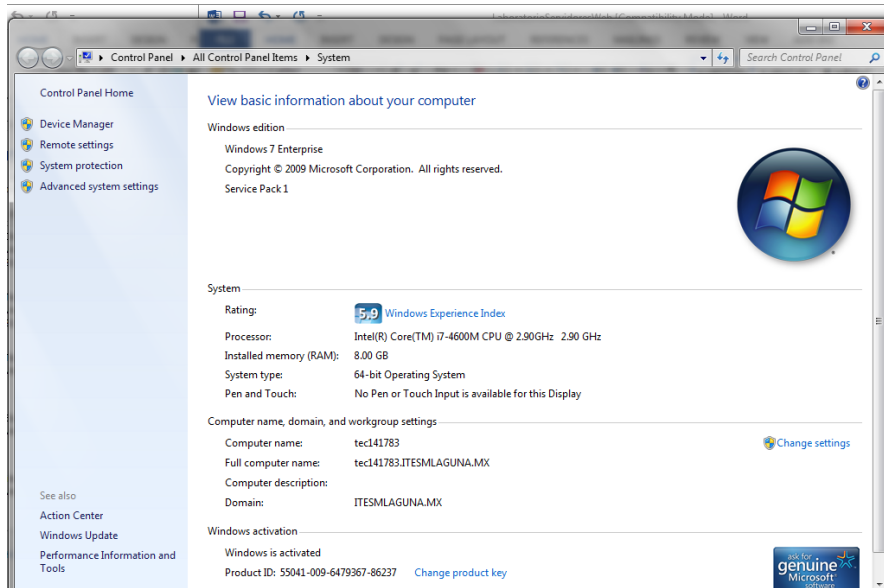 LaboratorioServidoresWeb [Compatibility Mode] - Word
Control Panel
All Control Panel Items
System
Search Control Panel
Control Panel Home
Device Manager
Remote settings
System protection
Advanced system settings
View basic information about your computer
Windows edition
Windows 7 Enterprise
Copyright © 2009 Microsoft Corporation. All rights reserved.
Service Pack 1
System
Rating: 5,9 Windows Experience Index
Processor: Intel(R) Core(TM) i7-4600M CPU @ 2.90GHz 2.90 GHz
Installed memory (RAM): 8.00 GB
System type: 64-bit Operating System
Pen and Touch: No Pen or Touch Input is available for this Display
Computer name, domain, and workgroup settings
Computer name: tec141783
Change settings
Full computer name: tec141783.ITESMLAGUNA.MX
Computer description:
Domain: ITESMLAGUNA.MX
See also
Action Center
Windows Update
Performance Information and
Tools
Windows activation
Windows is activated
Product ID: 55041-009-6479367-86237 Change product key
ask for
genuine
Microsoft
software